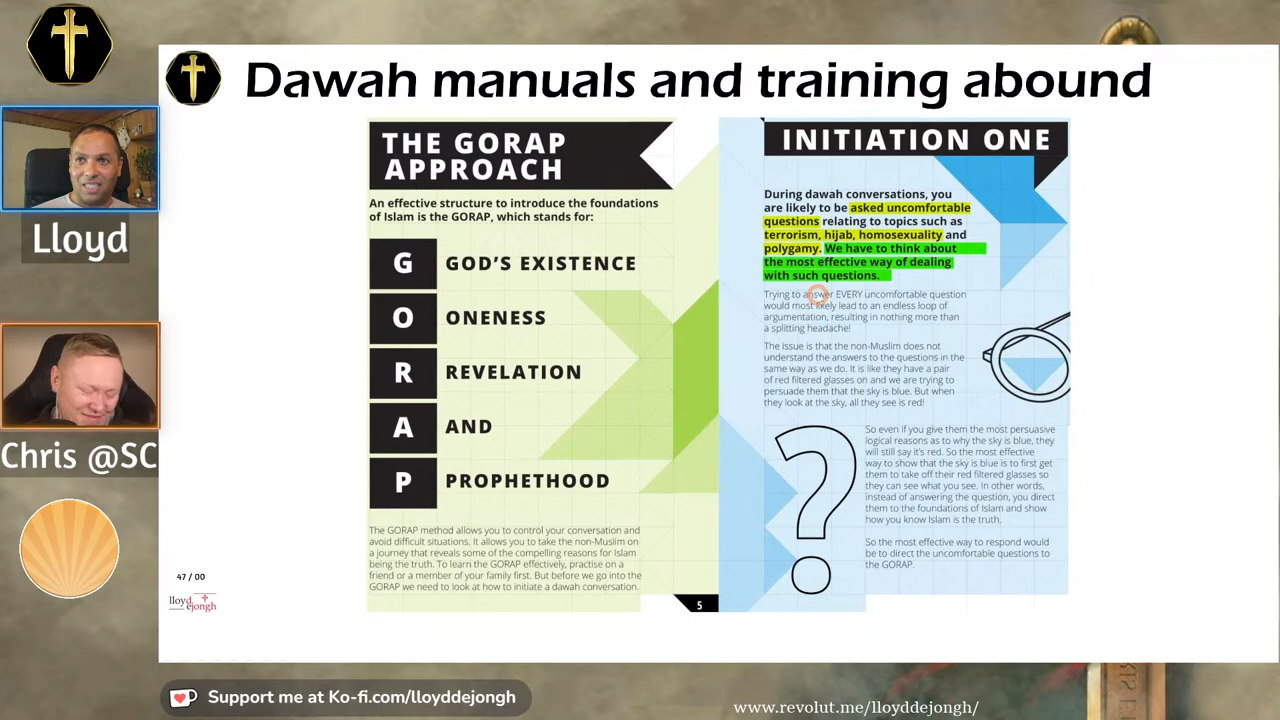 Dawah manuals and training abound
Lloyd
Chris @SC
THE GORAP
APPROACH
An effective structure to introduce the foundations
of Islam is the GORAP, which stands for:
G GOD'S EXISTENCE
O ONENESS
R REVELATION
A AND
P PROPHETHOOD
The GORAP method allows you to control your conversation and
avoid difficult situations. It allows you to take the non-Muslim on
a journey that reveals some of the compelling reasons for Islam
being the truth. To learn the GORAP effectively, practise on a
friend or a member of your family first. But before we go into the
GORAP we need to look at how to initiate a dawah conversation.
5
INITIATION ONE
During dawah conversations, you
are likely to be asked uncomfortable
questions relating to topics such as
terrorism, hijab, homosexuality and
polygamy. We have to think about
the most effective way of dealing
with such questions.
Trying to answer EVERY uncomfortable question
would most likely lead to an endless loop of
argumentation, resulting in nothing more than
a splitting headache!
The issue is that the non-Muslim does not
understand the answers to the questions in the
same way as we do. It is like they have a pair
of red filtered glasses on and we are trying to
persuade them that the sky is blue. But when
they look at the sky, all they see is red!
So even if you give them the most persuasive
logical reasons as to why the sky is blue, they
will still say it's red. So the most effective
way to show that the sky is blue is to first get
them to take off their red filtered glasses so
they can see what you see. In other words,
instead of answering the question, you direct
them to the foundations of Islam and show
how you know Islam is the truth.
So the most effective way to respond would
be to direct the uncomfortable questions to
the GORAP.
?
47 / 00
lloyd
dejongh
Support me at Ko-fi.com/lloyddejongh
www.revolut.me/lloyddejongh/